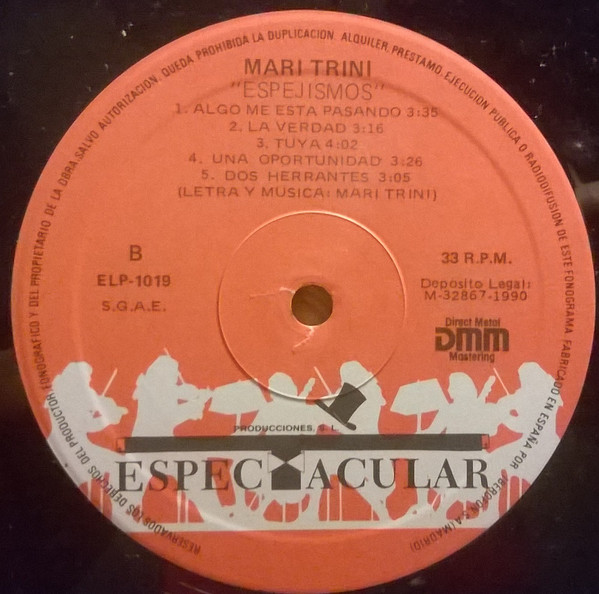 RESERVADOS LOS DERECHOS DEL PRODUCTOR FONOGRAFICO Y DEL PROPIETARIO DE LA OBRA. SALVO AUTORIZACION, QUEDA PROHIBIDA LA DUPLICACION, ALQUILER, PRESTAMO, EJECUCION PUBLICA O RADIODIFUSION DE ESTE FONOGRAMA. FABRICADO EN ESPAÑA POR IBEROFON S.A (MADRID)
MARI TRINI
"ESPEJISMOS"
1. ALGO ME ESTA PASANDO 3:35
2. LA VERDAD 3:16
3. TUYA 4:02
4. UNA OPORTUNIDAD 3:26
5. DOS HERRANTES 3:05
(LETRA Y MUSICA: MARI TRINI)
B
ELP-1019
S.G.A.E.
33 R.P.M.
Deposito Legal:
M-32867-1990
Direct Metal
DMM
Mastering
PRODUCCIONES, S. L.
ESPECTACULAR